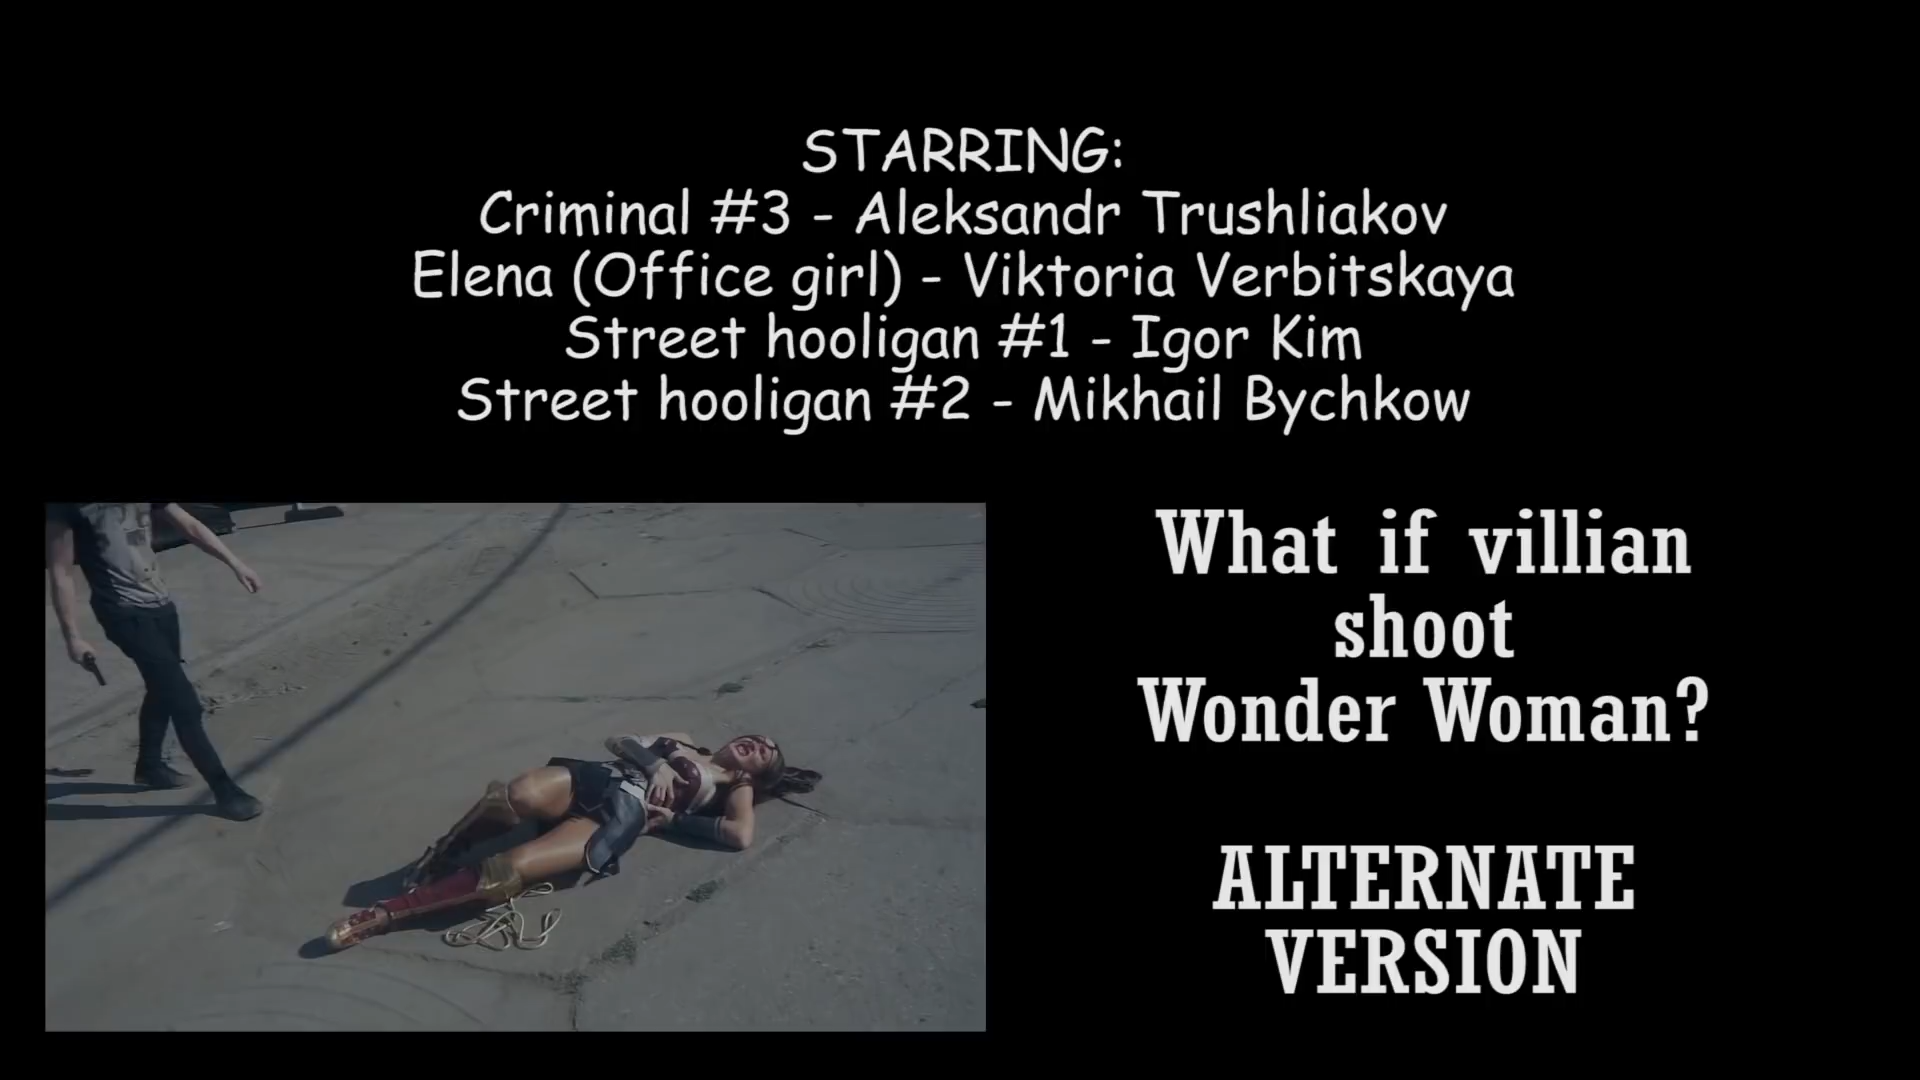 STARRING:
Criminal #3 - Aleksandr Trushliakov
Elena (Office girl) - Viktoria Verbitskaya
Street hooligan #1 - Igor Kim
Street hooligan #2 - Mikhail Bychkow
What if villian
shoot
Wonder Woman?
ALTERNATE
VERSION